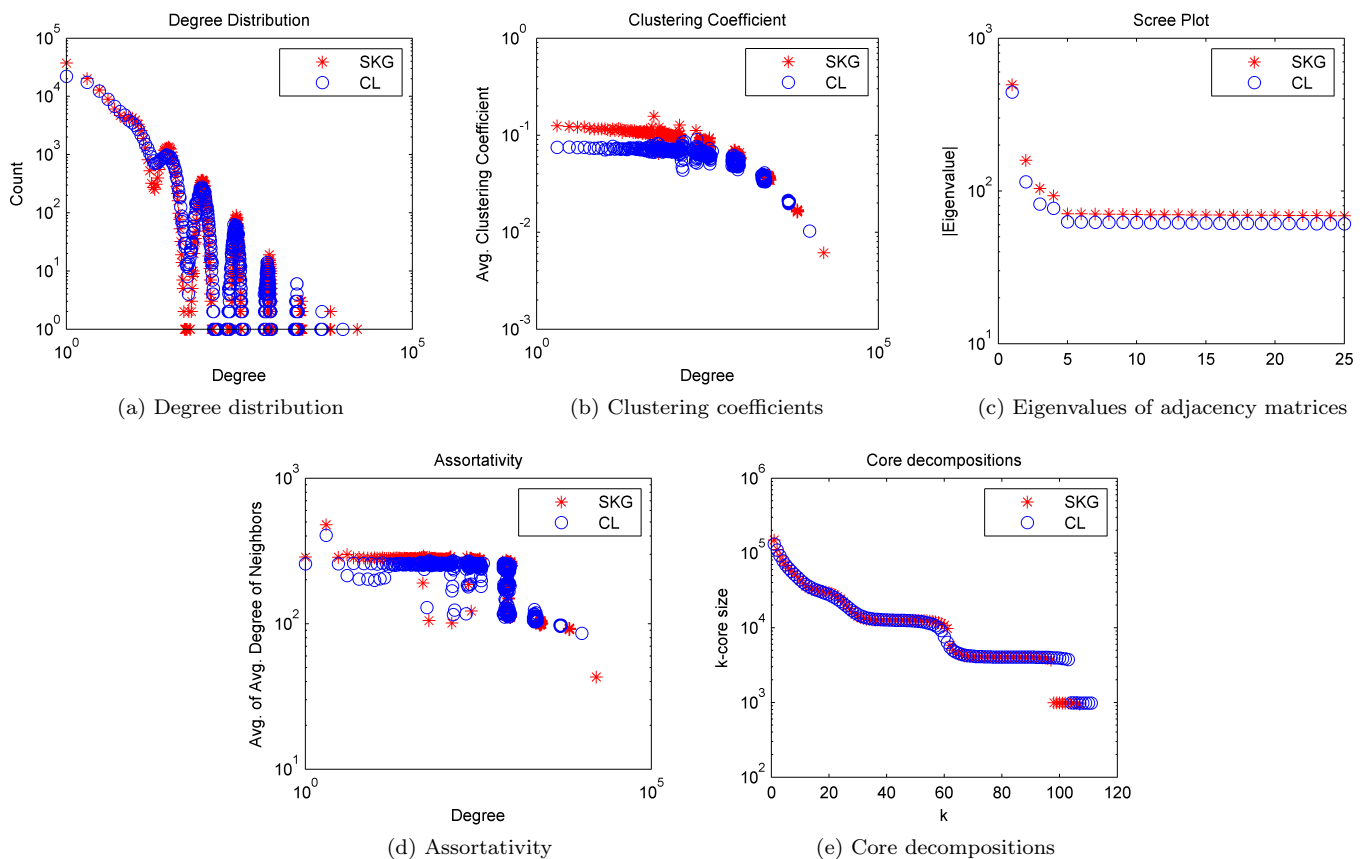 Degree Distribution
10^5
10^4
10^3
10^2
10^1
10^0
Count
SKG
CL
10^0
10^5
Degree
(a) Degree distribution
Clustering Coefficient
10^0
10^-1
10^-2
10^-3
Avg. Clustering Coefficient
SKG
CL
10^0
10^5
Degree
(b) Clustering coefficients
Scree Plot
10^3
10^2
10^1
|Eigenvalue|
SKG
CL
0 5 10 15 20 25
(c) Eigenvalues of adjacency matrices
Assortativity
10^3
10^2
10^1
Avg. of Avg. Degree of Neighbors
SKG
CL
10^0
10^5
Degree
(d) Assortativity
Core decompositions
10^6
10^5
10^4
10^3
10^2
k-core size
SKG
CL
0 20 40 60 80 100 120
k
(e) Core decompositions